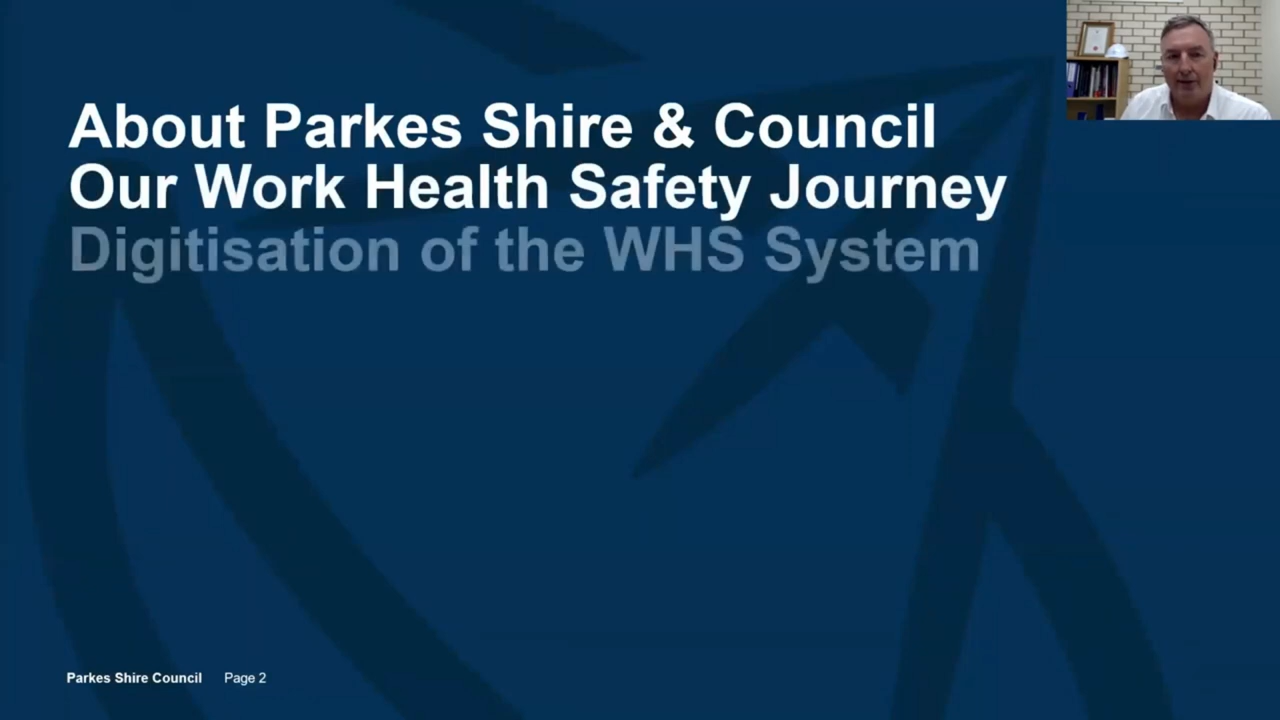 About Parkes Shire & Council
Our Work Health Safety Journey
Digitisation of the WHS System
Parkes Shire Council Page 2